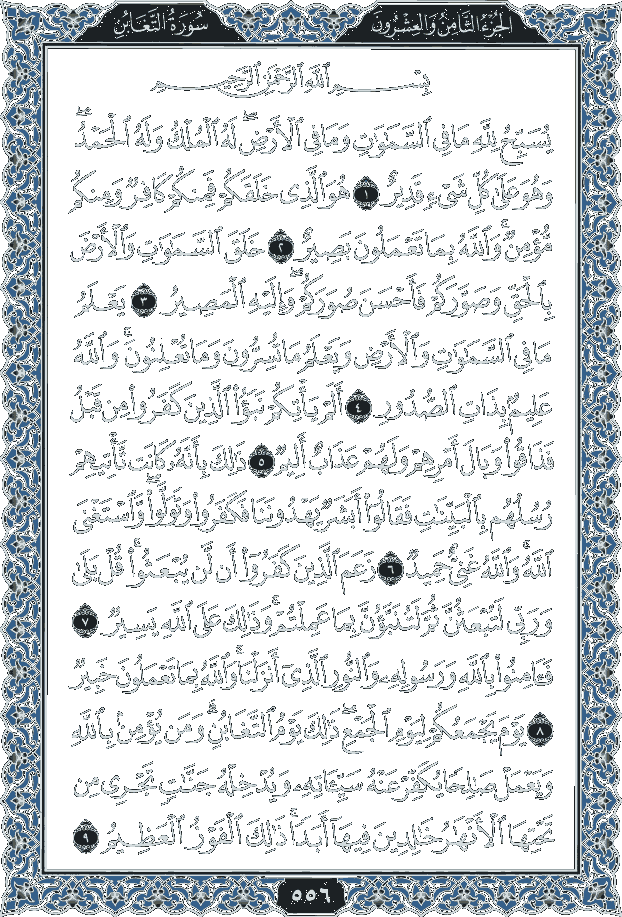 الجزء الثامن والعشرون
سورة التغابن
بِسْمِ ٱللَّهِ ٱلرَّحْمَٰنِ ٱلرَّحِيمِ
يُسَبِّحُ لِلَّهِ مَا فِى ٱلسَّمَٰوَٰتِ وَمَا فِى ٱلْأَرْضِ ۖ لَهُ ٱلْمُلْكُ وَلَهُ ٱلْحَمْدُ ۖ
وَهُوَ عَلَىٰ كُلِّ شَىْءٍ قَدِيرٌ ١ هُوَ ٱلَّذِى خَلَقَكُمْ فَمِنكُمْ كَافِرٌ وَمِنكُم
مُّؤْمِنٌ ۚ وَٱللَّهُ بِمَا تَعْمَلُونَ بَصِيرٌ ٢ خَلَقَ ٱلسَّمَٰوَٰتِ وَٱلْأَرْضَ
بِٱلْحَقِّ وَصَوَّرَكُمْ فَأَحْسَنَ صُوَرَكُمْ ۖ وَإِلَيْهِ ٱلْمَصِيرُ ٣ يَعْلَمُ
مَا فِى ٱلسَّمَٰوَٰتِ وَٱلْأَرْضِ وَيَعْلَمُ مَا تُسِرُّونَ وَمَا تُعْلِنُونَ ۚ وَٱللَّهُ
عَلِيمٌۢ بِذَاتِ ٱلصُّدُورِ ٤ أَلَمْ يَأْتِكُمْ نَبَؤُا۟ ٱلَّذِينَ كَفَرُوا۟ مِن قَبْلُ
فَذَاقُوا۟ وَبَالَ أَمْرِهِمْ وَلَهُمْ عَذَابٌ أَلِيمٌ ٥ ذَٰلِكَ بِأَنَّهُۥ كَانَت تَّأْتِيهِمْ
رُسُلُهُم بِٱلْبَيِّنَٰتِ فَقَالُوٓا۟ أَبَشَرٌ يَهْدُونَنَا فَكَفَرُوا۟ وَتَوَلَّوا۟ ۚ وَّٱسْتَغْنَى
ٱللَّهُ ۚ وَٱللَّهُ غَنِىٌّ حَمِيدٌ ٦ زَعَمَ ٱلَّذِينَ كَفَرُوٓا۟ أَن لَّن يُبْعَثُوا۟ ۚ قُلْ بَلَىٰ
وَرَبِّى لَتُبْعَثُنَّ ثُمَّ لَتُنَبَّؤُنَّ بِمَا عَمِلْتُمْ ۚ وَذَٰلِكَ عَلَى ٱللَّهِ يَسِيرٌ ٧
فَـَٔامِنُوا۟ بِٱللَّهِ وَرَسُولِهِۦ وَٱلنُّورِ ٱلَّذِىٓ أَنزَلْنَا ۚ وَٱللَّهُ بِمَا تَعْمَلُونَ خَبِيرٌ
٨ يَوْمَ يَجْمَعُكُمْ لِيَوْمِ ٱلْجَمْعِ ۖ ذَٰلِكَ يَوْمُ ٱلتَّغَابُنِ ۗ وَمَن يُؤْمِنۢ بِٱللَّهِ
وَيَعْمَلْ صَٰلِحًا يُكَفِّرْ عَنْهُ سَيِّـَٔاتِهِۦ وَيُدْخِلْهُ جَنَّٰتٍ تَجْرِى مِن
تَحْتِهَا ٱلْأَنْهَٰرُ خَٰلِدِينَ فِيهَآ أَبَدًا ۚ ذَٰلِكَ ٱلْفَوْزُ ٱلْعَظِيمُ ٩
٥٥٦